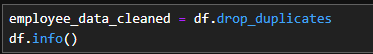 employee_data_cleaned = df.drop_duplicates
df.info()